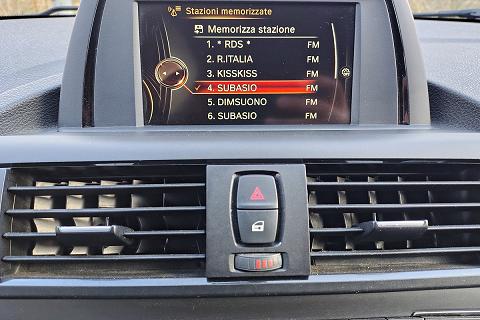 Stazioni memorizzate
Memorizza stazione
1. * RDS * FM
2. R.ITALIA FM
3. KISSKISS FM
4. SUBASIO FM
5. DIMSUONO FM
6. SUBASIO FM